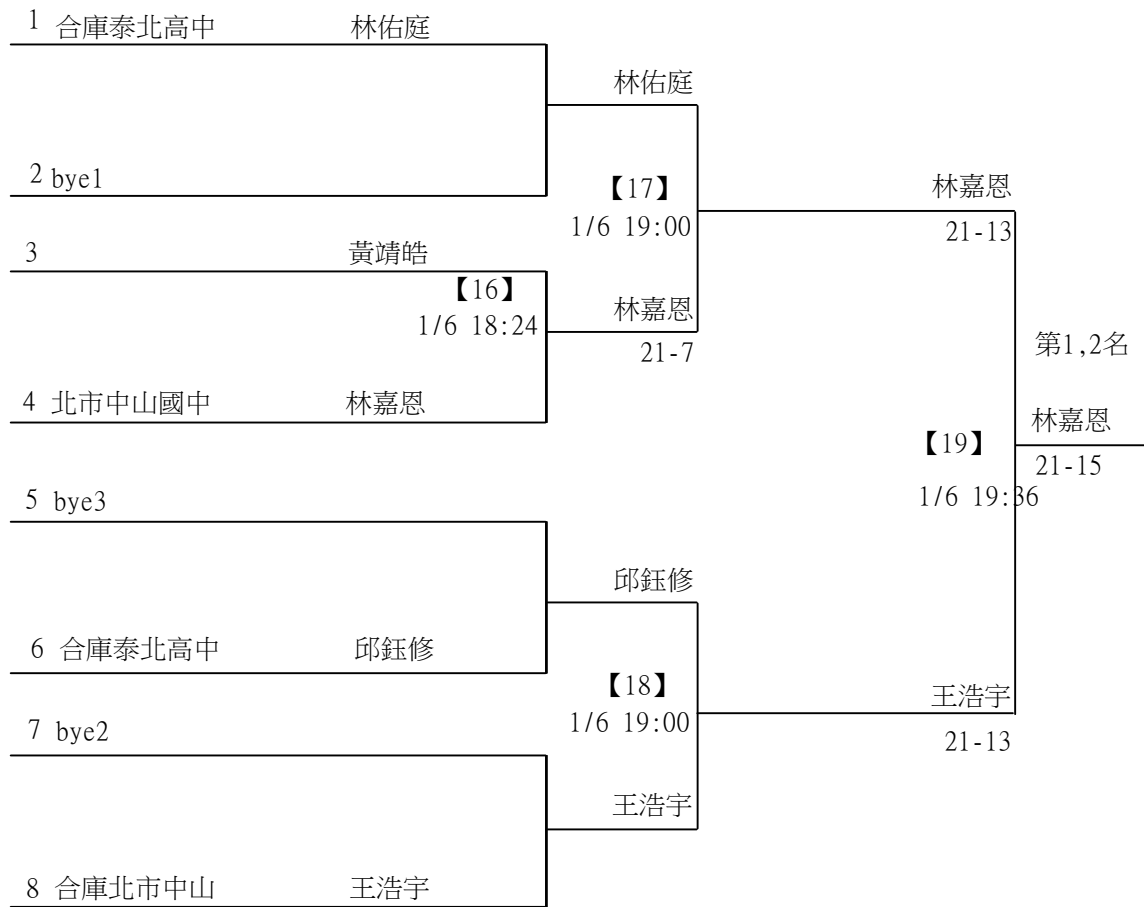 1 合庫泰北高中 林佑庭
林佑庭
2 bye1
【17】
1/6 19:00
林嘉恩
21-13
3 黃靖皓
【16】
1/6 18:24
林嘉恩
21-7
第1,2名
4 北市中山國中 林嘉恩
林嘉恩
【19】
21-15
1/6 19:36
5 bye3
邱鈺修
6 合庫泰北高中 邱鈺修
【18】
1/6 19:00
王浩宇
21-13
7 bye2
王浩宇
8 合庫北市中山 王浩宇